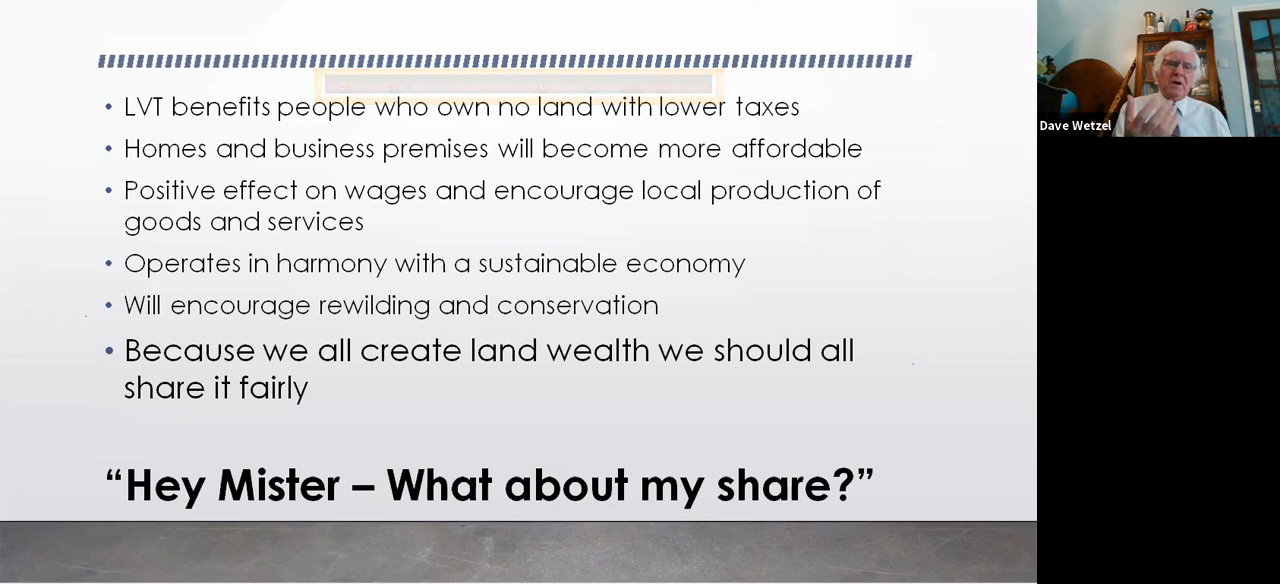 • LVT benefits people who own no land with lower taxes
• Homes and business premises will become more affordable
• Positive effect on wages and encourage local production of
goods and services
• Operates in harmony with a sustainable economy
• Will encourage rewilding and conservation
• Because we all create land wealth we should all
share it fairly
“Hey Mister – What about my share?”
Dave Wetzel